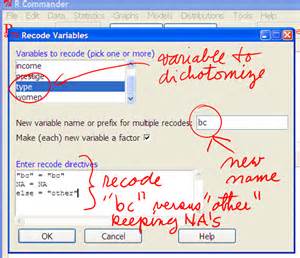 R Commander
File Edit Data Statistics Graphs Models Distributions Tools Help
Recode Variables
Variables to recode (pick one or more)
income
prestige
type
women
variable to
dichotomize
New variable name or prefix for multiple recodes: bc
Make (each) new variable a factor
new
name
Enter recode directives
"bc" = "bc"
NA = NA
else = "other"
recode
"bc" versus "other"
keeping NA's
OK Cancel Help